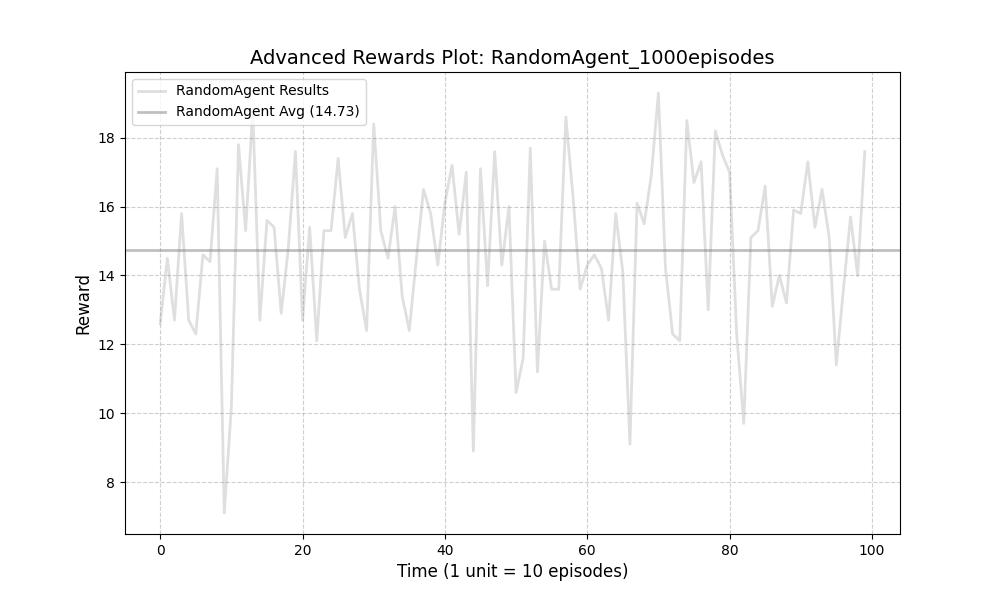 Advanced Rewards Plot: RandomAgent_1000episodes
RandomAgent Results
RandomAgent Avg (14.73)
18
16
14
12
10
8
Reward
0 20 40 60 80 100
Time (1 unit = 10 episodes)